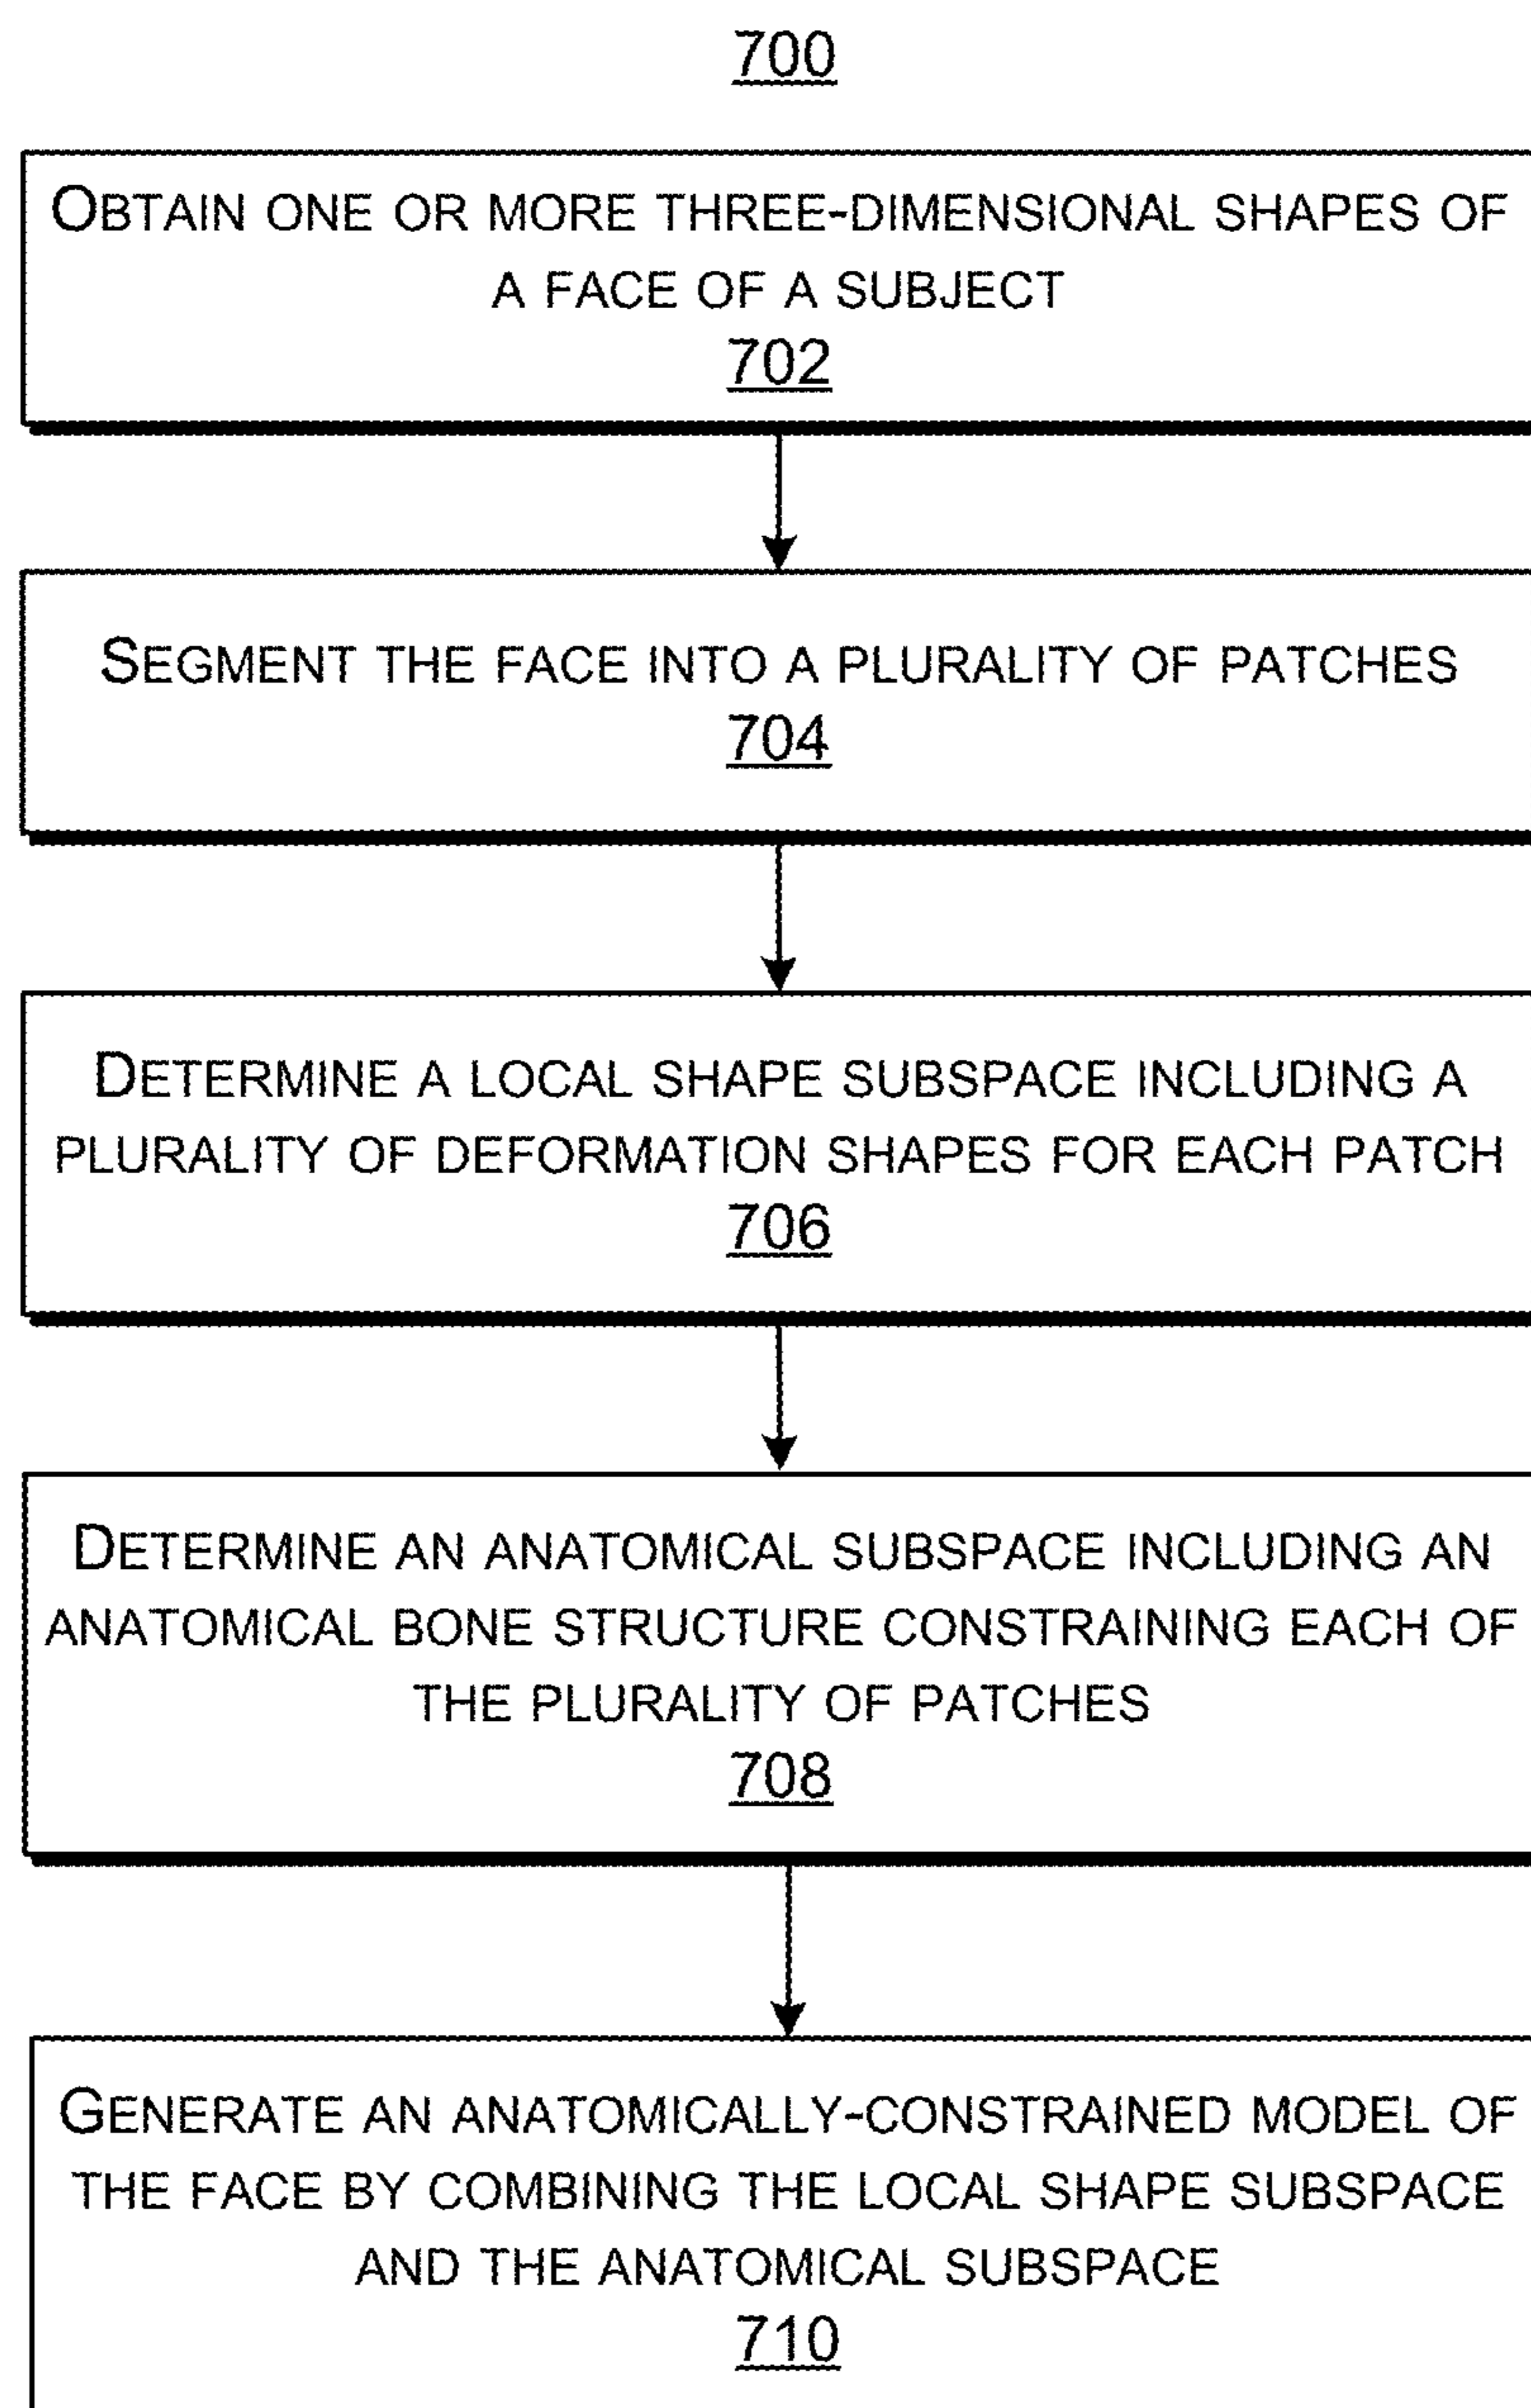 700
OBTAIN ONE OR MORE THREE-DIMENSIONAL SHAPES OF
A FACE OF A SUBJECT
702
SEGMENT THE FACE INTO A PLURALITY OF PATCHES
704
DETERMINE A LOCAL SHAPE SUBSPACE INCLUDING A
PLURALITY OF DEFORMATION SHAPES FOR EACH PATCH
706
DETERMINE AN ANATOMICAL SUBSPACE INCLUDING AN
ANATOMICAL BONE STRUCTURE CONSTRAINING EACH OF
THE PLURALITY OF PATCHES
708
GENERATE AN ANATOMICALLY-CONSTRAINED MODEL OF
THE FACE BY COMBINING THE LOCAL SHAPE SUBSPACE
AND THE ANATOMICAL SUBSPACE
710